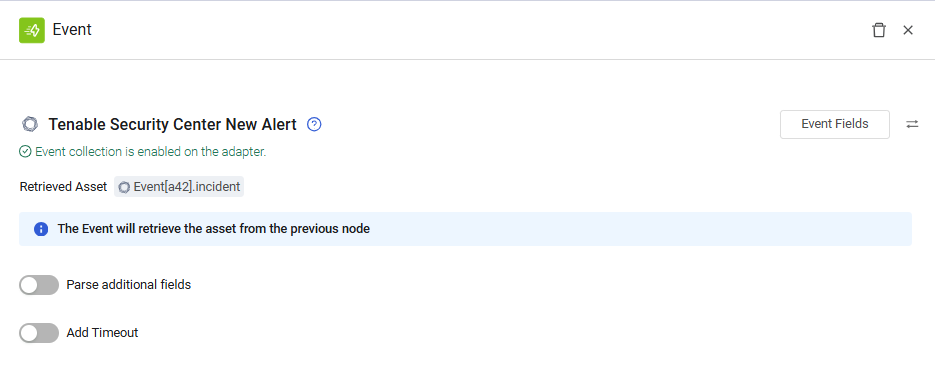 Event
Tenable Security Center New Alert
Event Fields
Event collection is enabled on the adapter.
Retrieved Asset Event[a42].incident
The Event will retrieve the asset from the previous node
Parse additional fields
Add Timeout